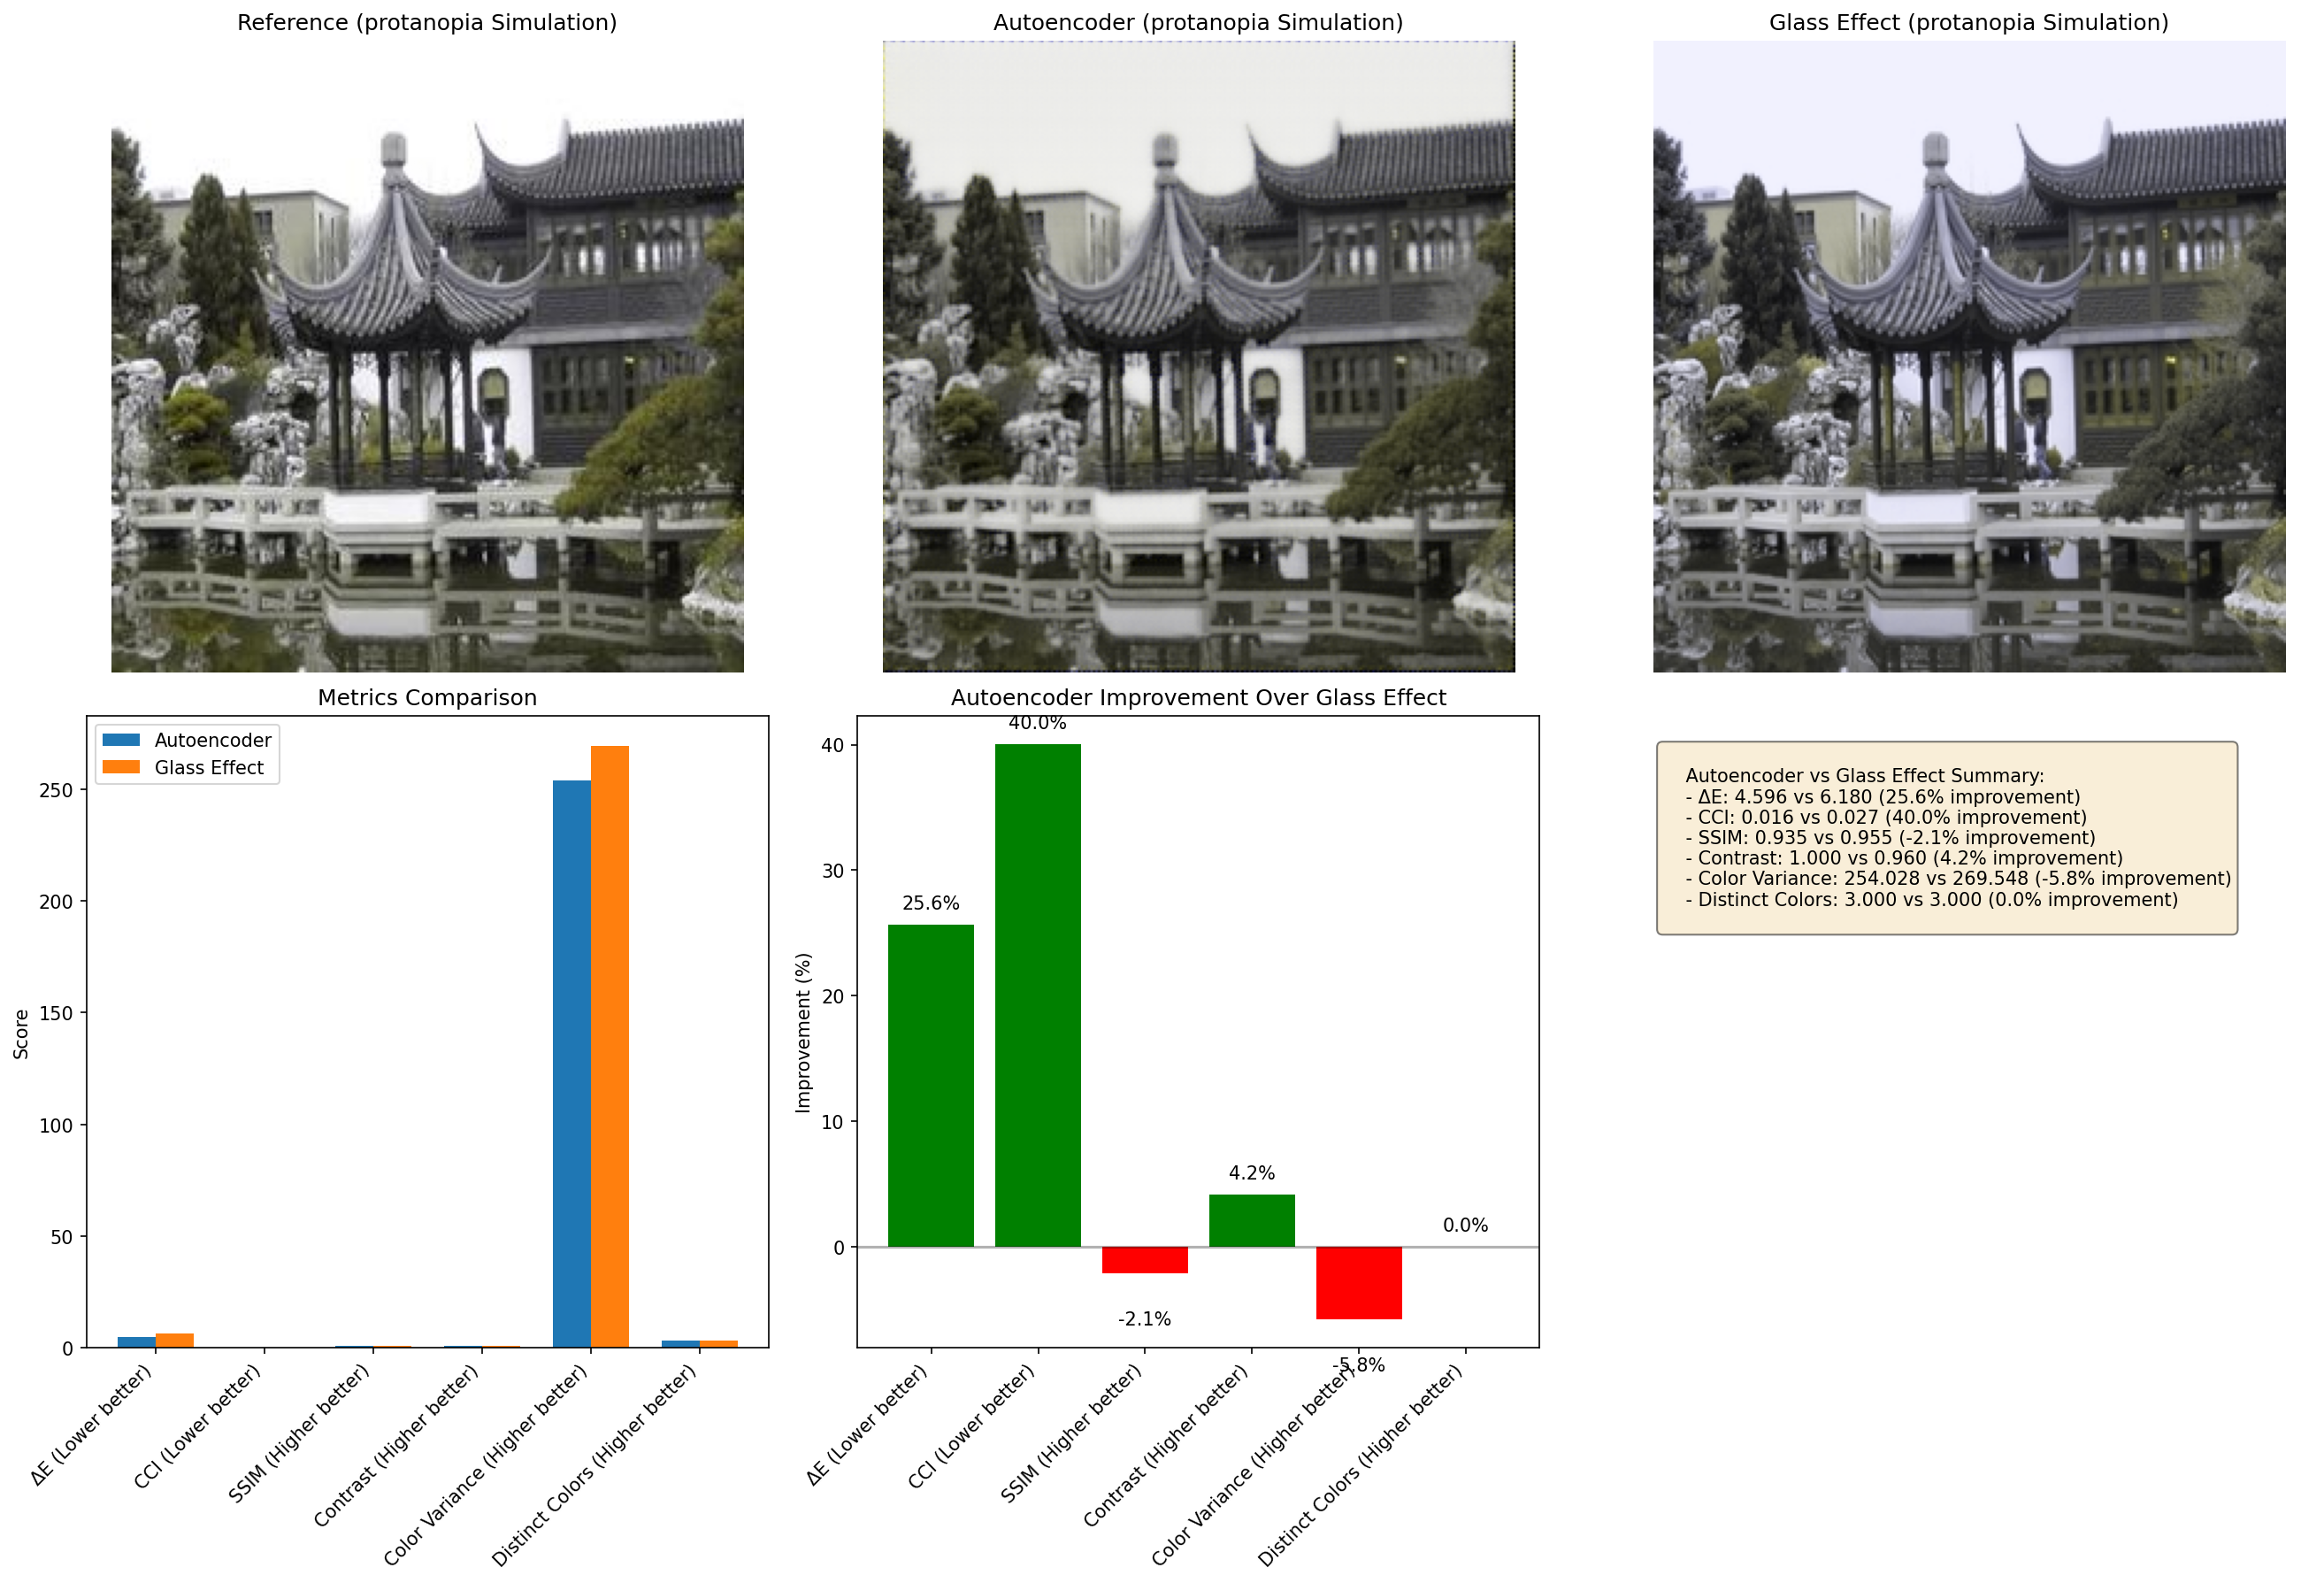 Reference (protanopia Simulation)
Autoencoder (protanopia Simulation)
Glass Effect (protanopia Simulation)
Metrics Comparison
Autoencoder
Glass Effect
250
200
150
100
50
0
Score
ΔE (Lower better)
CCI (Lower better)
SSIM (Higher better)
Contrast (Higher better)
Color Variance (Higher better)
Distinct Colors (Higher better)
Autoencoder Improvement Over Glass Effect
40
30
20
10
0
Improvement (%)
25.6%
40.0%
-2.1%
4.2%
-5.8%
0.0%
ΔE (Lower better)
CCI (Lower better)
SSIM (Higher better)
Contrast (Higher better)
Color Variance (Higher better)
Distinct Colors (Higher better)
Autoencoder vs Glass Effect Summary:
- ΔE: 4.596 vs 6.180 (25.6% improvement)
- CCI: 0.016 vs 0.027 (40.0% improvement)
- SSIM: 0.935 vs 0.955 (-2.1% improvement)
- Contrast: 1.000 vs 0.960 (4.2% improvement)
- Color Variance: 254.028 vs 269.548 (-5.8% improvement)
- Distinct Colors: 3.000 vs 3.000 (0.0% improvement)